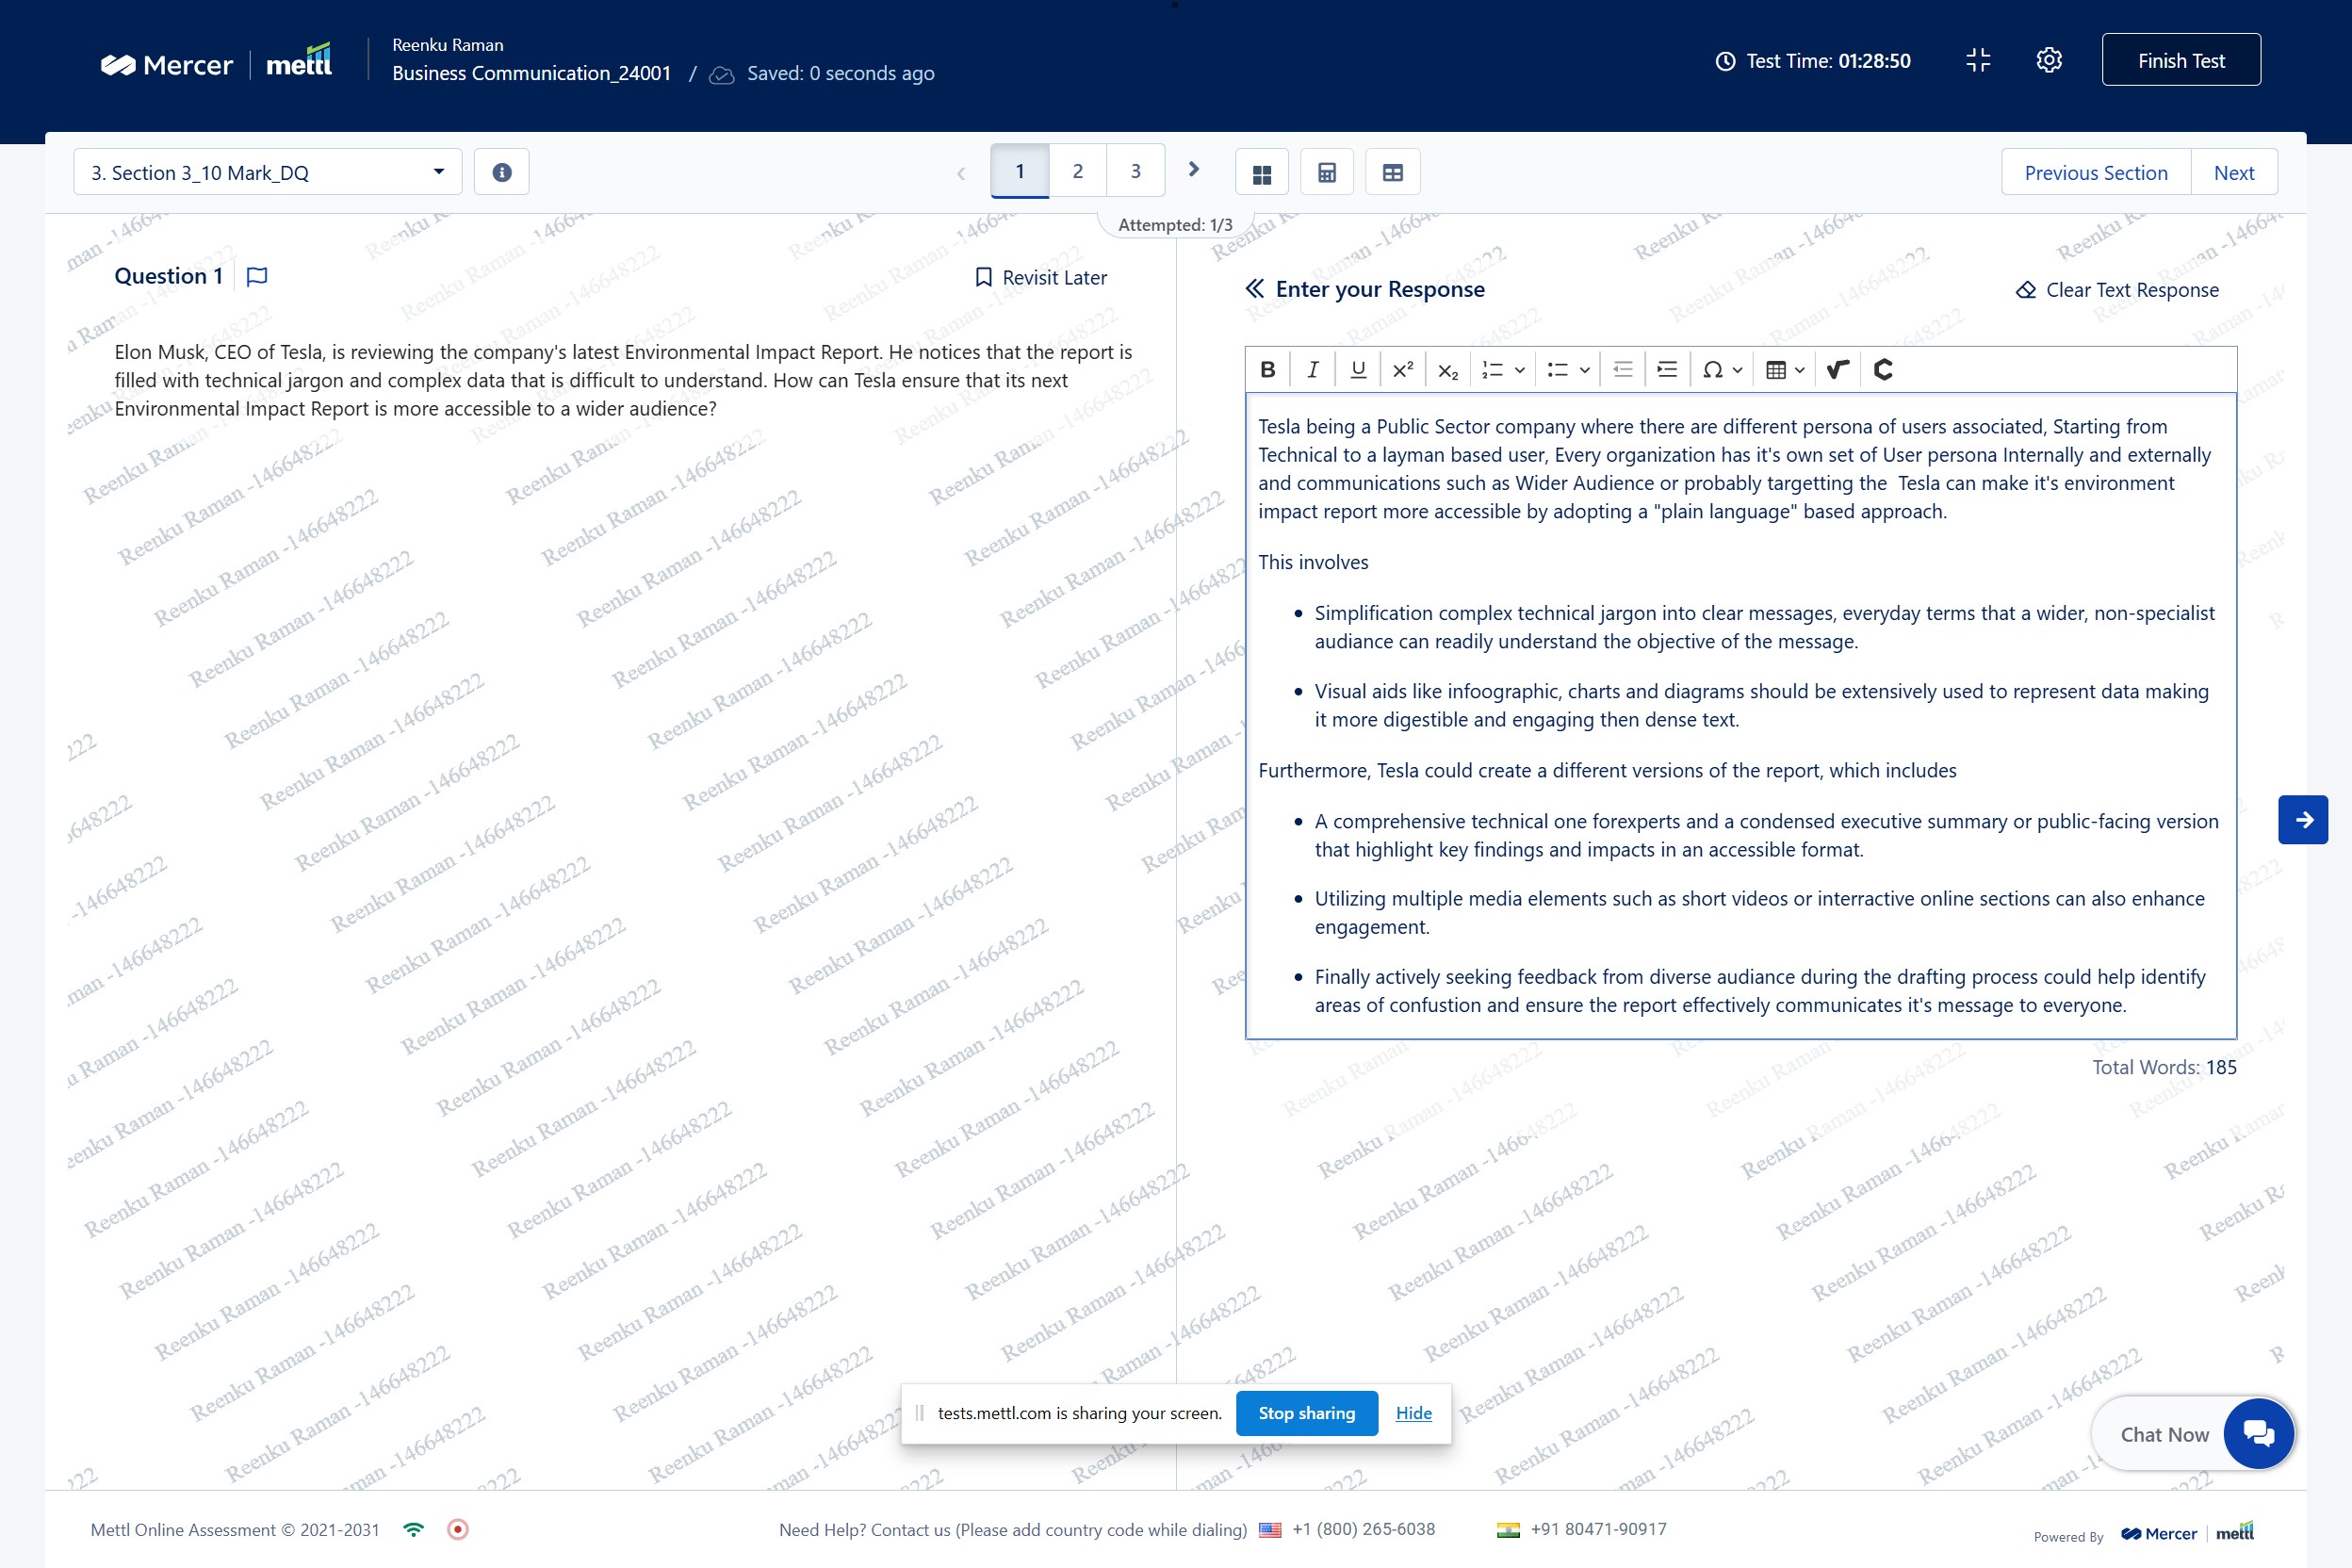 Mercer | mettl
Reenku Raman
Business Communication_24001 / Saved: 0 seconds ago
Test Time: 01:28:50
Finish Test
3. Section 3_10 Mark_DQ
1 2 3
Previous Section
Next
Attempted: 1/3
Question 1
Revisit Later
Elon Musk, CEO of Tesla, is reviewing the company's latest Environmental Impact Report. He notices that the report is
filled with technical jargon and complex data that is difficult to understand. How can Tesla ensure that its next
Environmental Impact Report is more accessible to a wider audience?
Enter your Response
Clear Text Response
Tesla being a Public Sector company where there are different persona of users associated, Starting from
Technical to a layman based user, Every organization has it's own set of User persona Internally and externally
and communications such as Wider Audience or probably targetting the  Tesla can make it's environment
impact report more accessible by adopting a "plain language" based approach.
This involves
• Simplification complex technical jargon into clear messages, everyday terms that a wider, non-specialist
audiance can readily understand the objective of the message.
• Visual aids like infoographic, charts and diagrams should be extensively used to represent data making
it more digestible and engaging then dense text.
Furthermore, Tesla could create a different versions of the report, which includes
• A comprehensive technical one forexperts and a condensed executive summary or public-facing version
that highlight key findings and impacts in an accessible format.
• Utilizing multiple media elements such as short videos or interractive online sections can also enhance
engagement.
• Finally actively seeking feedback from diverse audiance during the drafting process could help identify
areas of confustion and ensure the report effectively communicates it's message to everyone.
Total Words: 185
Reenku Raman -146648222
tests.mettl.com is sharing your screen.
Stop sharing
Hide
Chat Now
Mettl Online Assessment © 2021-2031
Need Help? Contact us (Please add country code while dialing) +1 (800) 265-6038
+91 80471-90917
Powered By Mercer | mettl